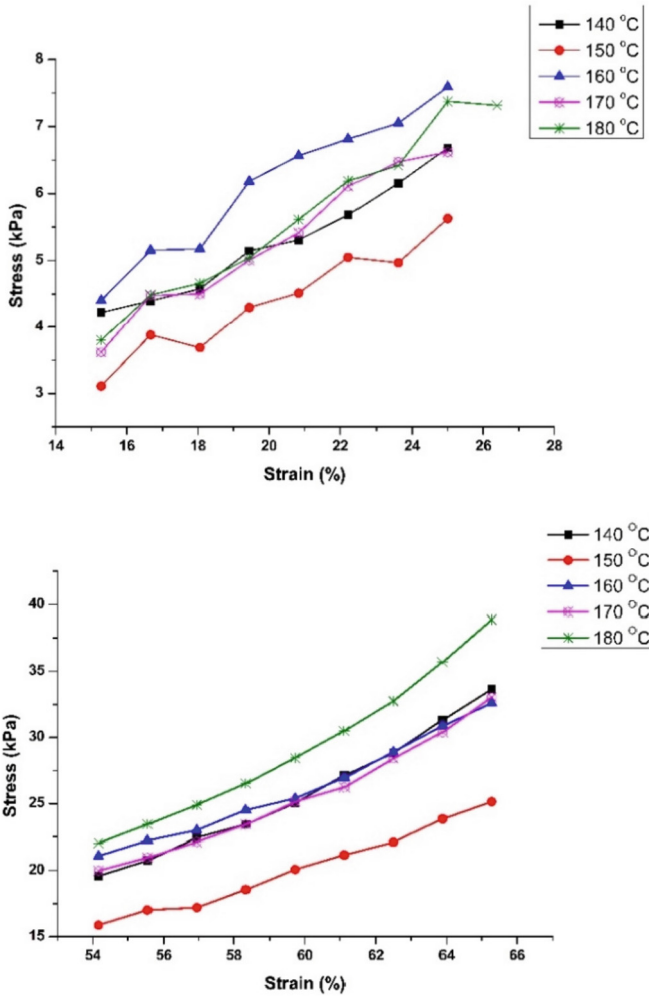 140 °C
150 °C
160 °C
170 °C
180 °C
8
7
6
5
4
3
Stress (kPa)
14 16 18 20 22 24 26 28
Strain (%)
140 °C
150 °C
160 °C
170 °C
180 °C
40
35
30
25
20
15
Stress (kPa)
54 56 58 60 62 64 66
Strain (%)